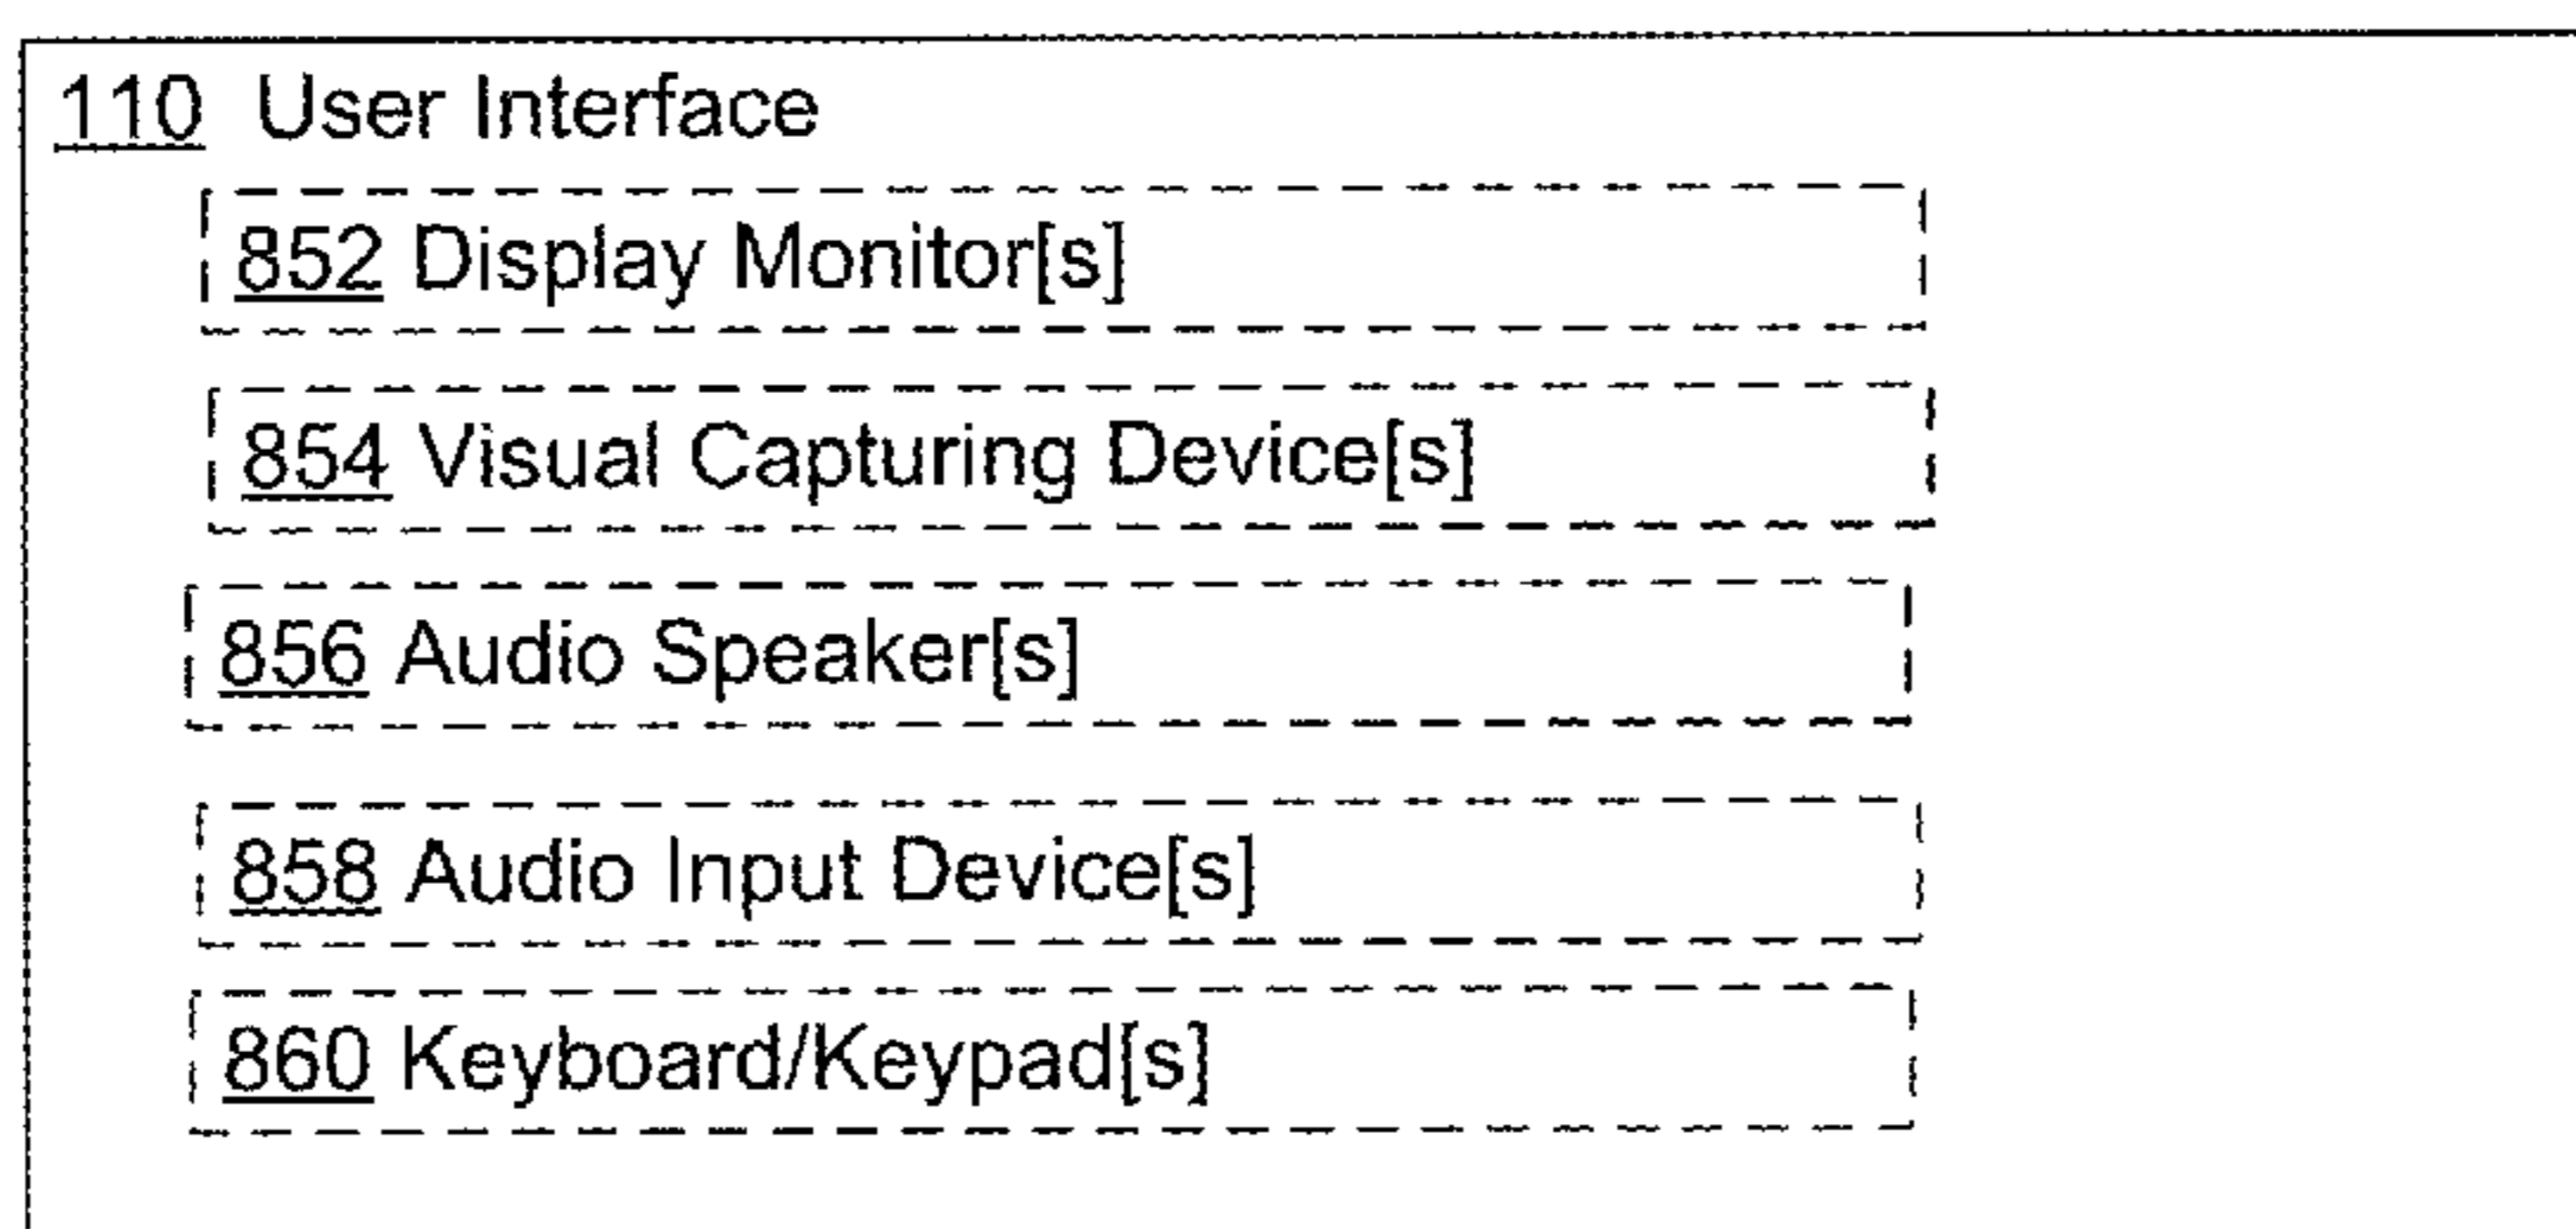 110 User Interface
852 Display Monitor[s]
854 Visual Capturing Device[s]
856 Audio Speaker[s]
858 Audio Input Device[s]
860 Keyboard/Keypad[s]